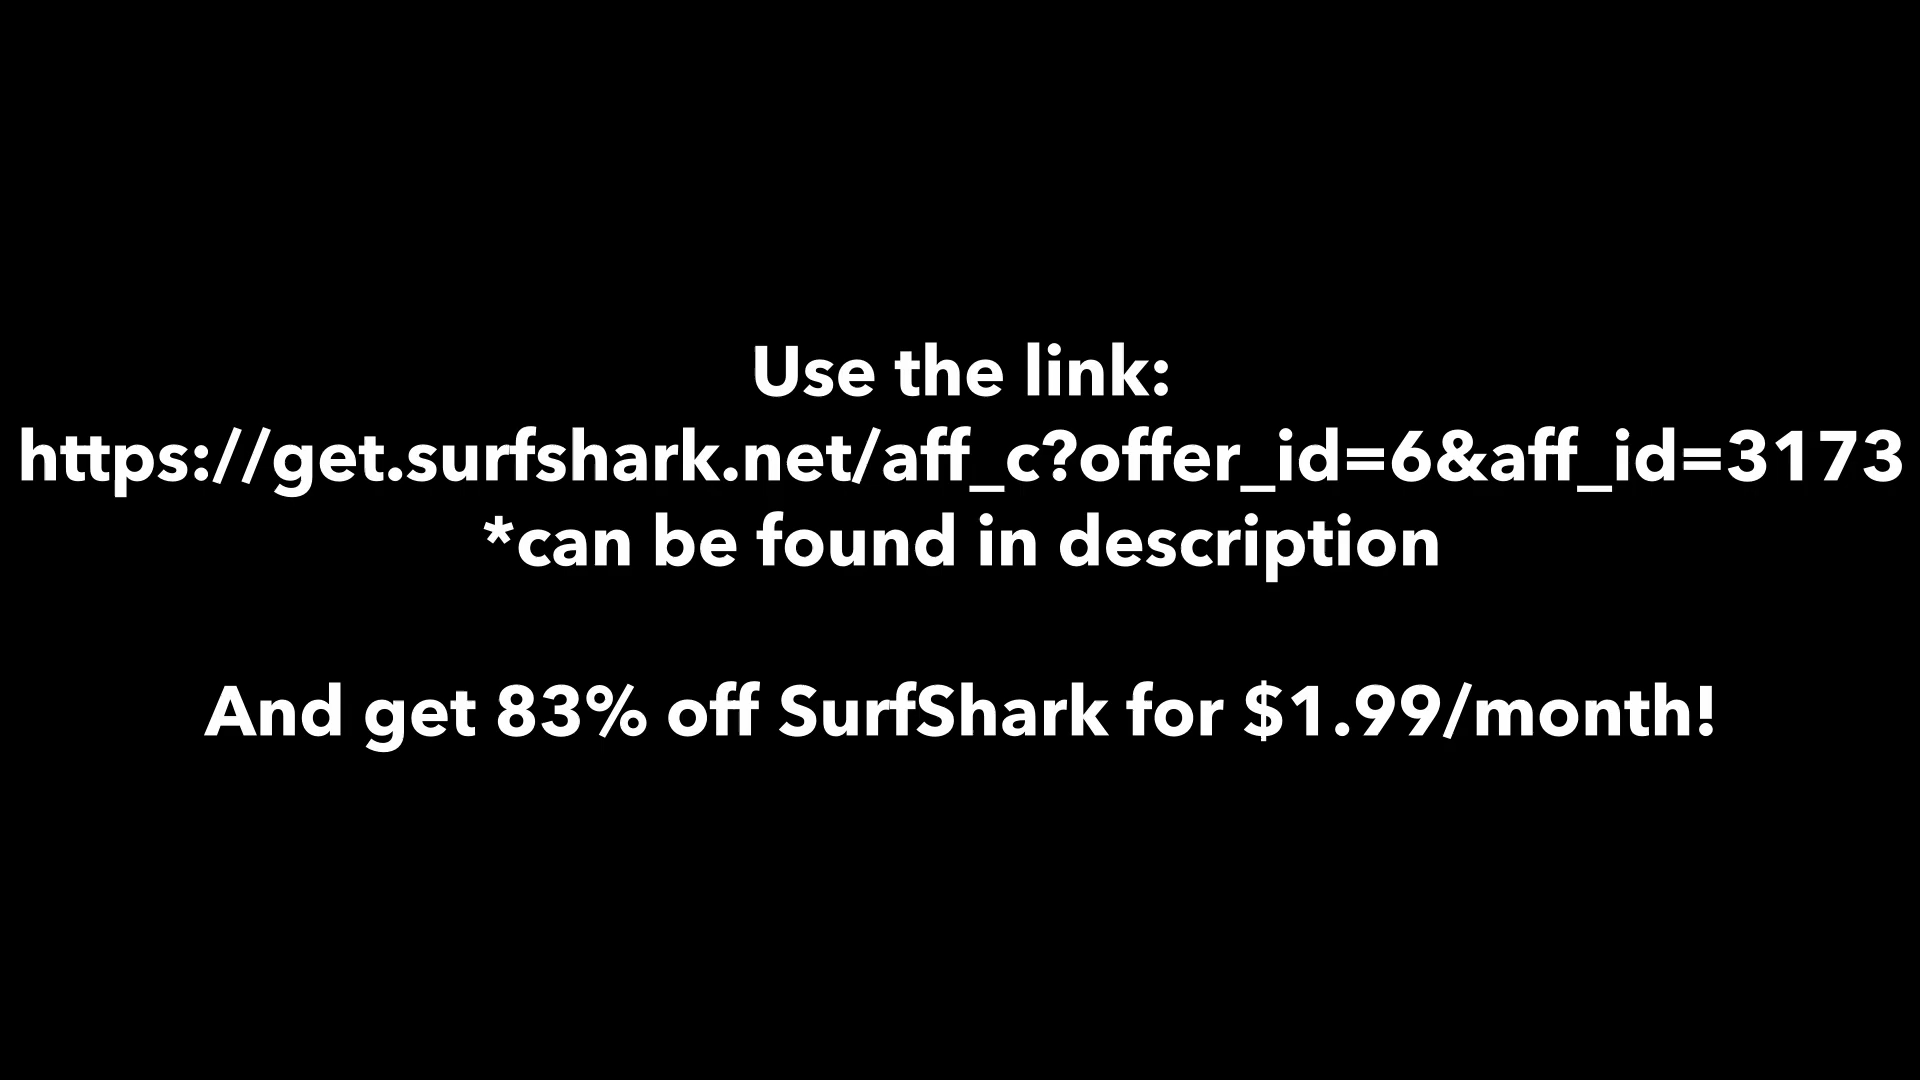 Use the link:
https://get.surfshark.net/aff_c?offer_id=6&aff_id=3173
*can be found in description
And get 83% off SurfShark for $1.99/month!